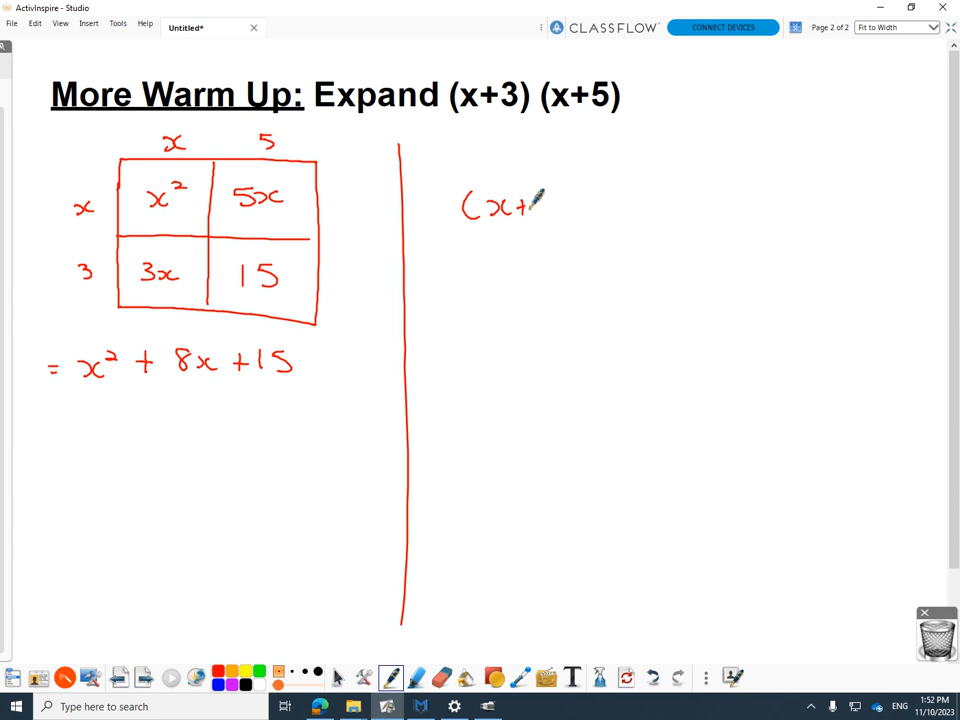 ActivInspire - Studio
File Edit View Insert Tools Help Untitled*
CLASSFLOW CONNECT DEVICES Page 2 of 2 Fit to Width
More Warm Up: Expand (x+3) (x+5)
x 5
x x² 5x
3 3x 15
= x² + 8x + 15
(x+
T
Type here to search
ENG 1:52 PM
11/10/2023